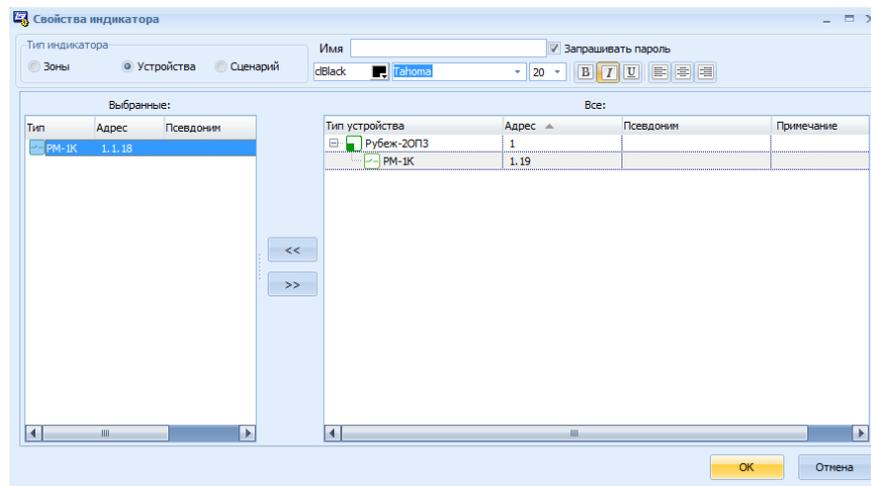 Свойства индикатора
Тип индикатора
Зоны Устройства Сценарий
Имя
Запрашивать пароль
clBlack Tahoma 20 B I U
Выбранные:
Все:
Тип Адрес Псевдоним
РМ-1К 1.1.18
Тип устройства Адрес Псевдоним Примечание
Рубеж-2ОП3 1
РМ-1К 1.19
<<
>>
OK Отмена